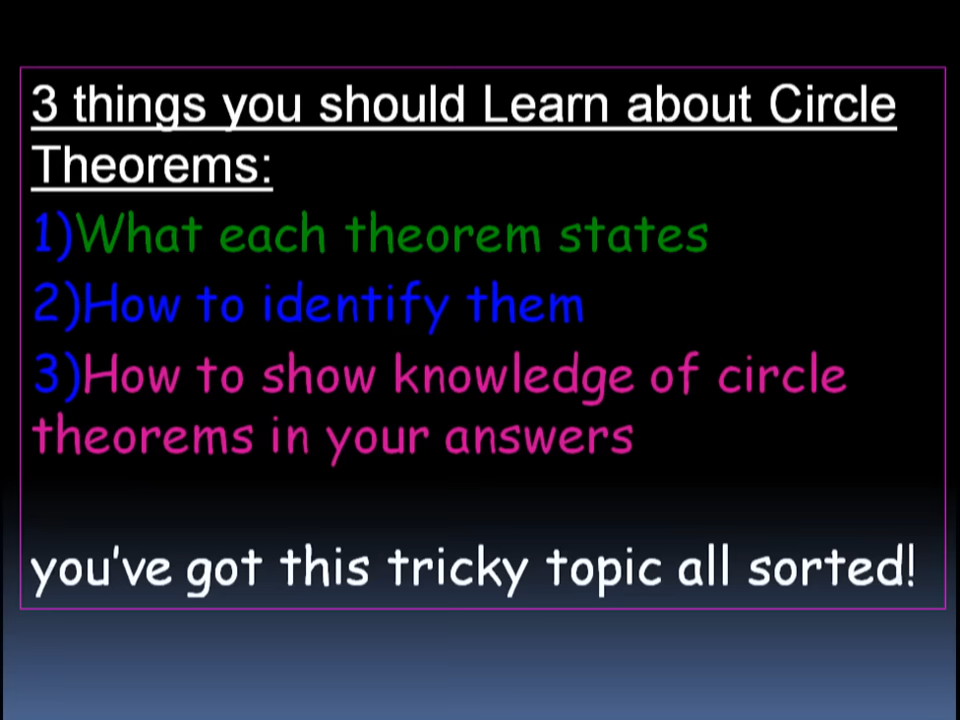 3 things you should Learn about Circle
Theorems:
1)What each theorem states
2)How to identify them
3)How to show knowledge of circle
theorems in your answers
you've got this tricky topic all sorted!